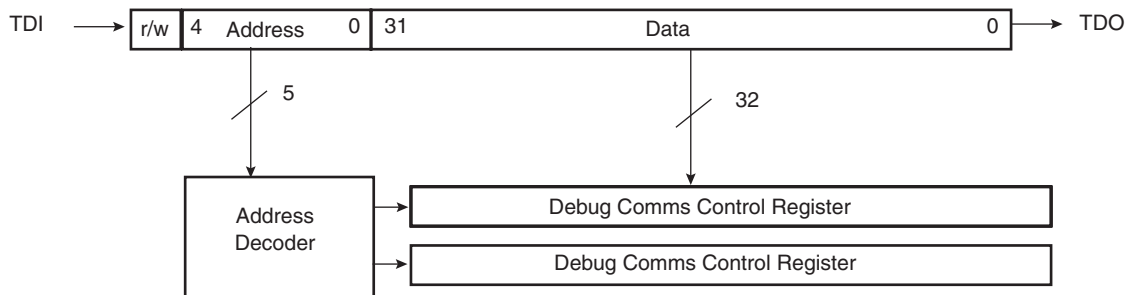 TDI r/w 4 Address 0 31 Data 0 TDO
5
32
Address
Decoder
Debug Comms Control Register
Debug Comms Control Register